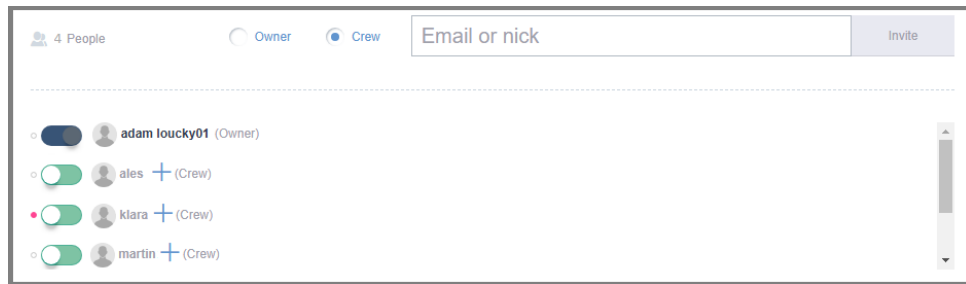 4 People Owner Crew Email or nick Invite
adam loucky01 (Owner)
ales + (Crew)
klara + (Crew)
martin + (Crew)